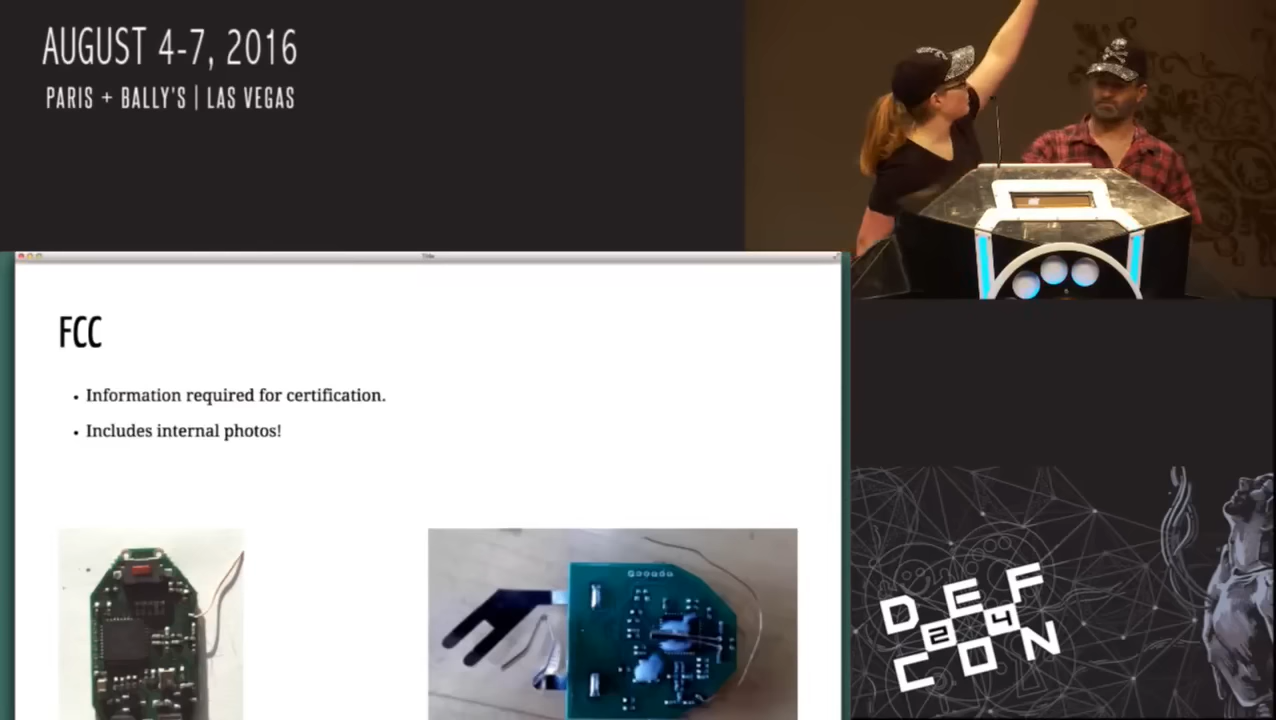 AUGUST 4-7, 2016
PARIS + BALLY'S | LAS VEGAS
Title
FCC
• Information required for certification.
• Includes internal photos!
DEF
24
CON